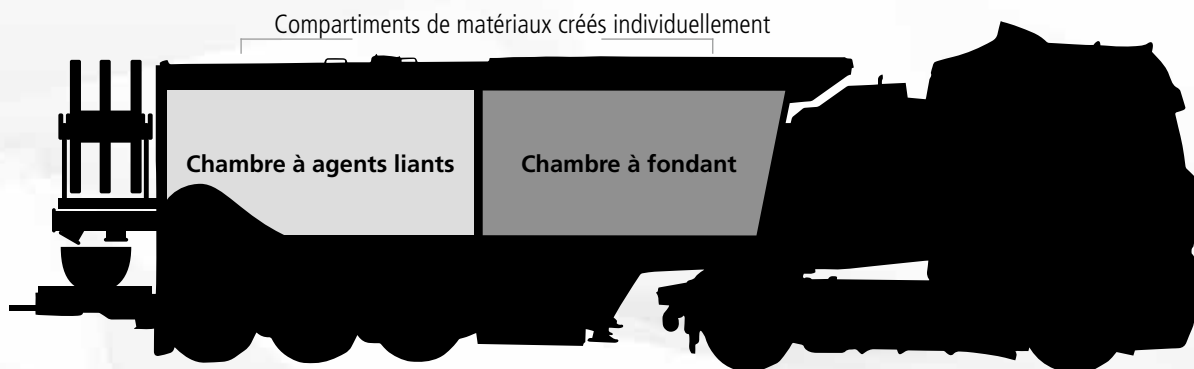 Compartiments de matériaux créés individuellement
Chambre à agents liants
Chambre à fondant